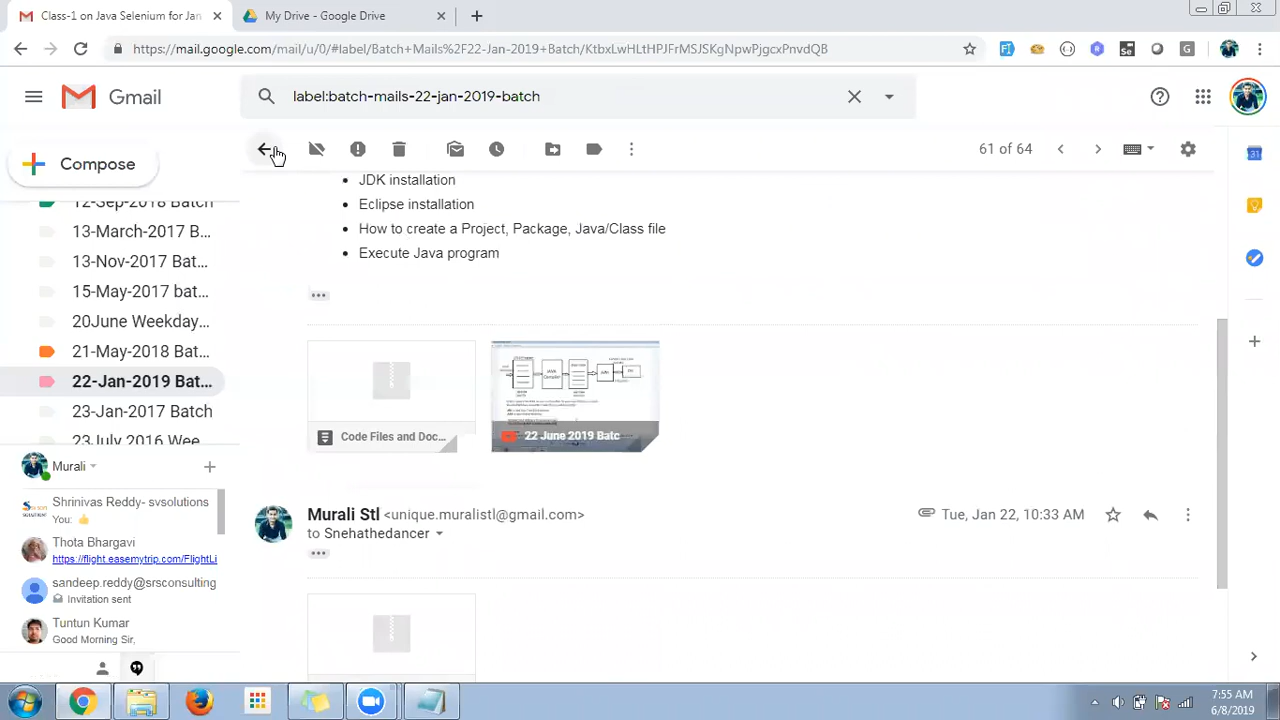 Class-1 on Java Selenium for Jan
My Drive - Google Drive
https://mail.google.com/mail/u/0/#label/Batch+Mails%2F22-Jan-2019+Batch/KtbxLwHLtHPJFrMSJSKgNpwPjgcxPnvdQB
Gmail
label:batch-mails-22-jan-2019-batch
Compose
61 of 64
12-Sep-2018 Batch
13-March-2017 B...
13-Nov-2017 Bat...
15-May-2017 bat...
20June Weekday...
21-May-2018 Bat...
22-Jan-2019 Bat...
23-Jan-2017 Batch
23 July 2016 Wee
JDK installation
Eclipse installation
How to create a Project, Package, Java/Class file
Execute Java program
Code Files and Doc...
22 June 2019 Batc
Murali Stl <unique.muralistl@gmail.com>
Tue, Jan 22, 10:33 AM
to Snehathedancer
Murali
Shrinivas Reddy- svsolutions
You: 👍
Thota Bhargavi
https://flight.easemytrip.com/FlightLi
sandeep.reddy@srsconsulting
Invitation sent
Tuntun Kumar
Good Morning Sir,
31
7:55 AM
6/8/2019